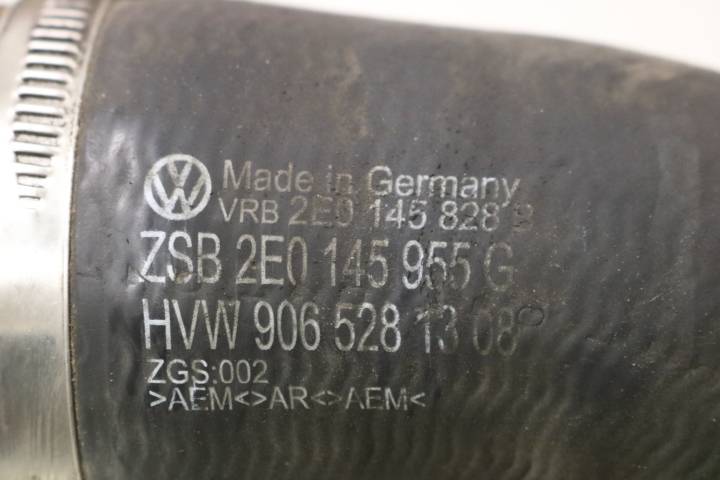 Made in Germany
VRB 2E0 145 828 B
ZSB 2E0 145 955 G
HVW 906 528 13 08
ZGS:002
>AEM<>AR<>AEM<